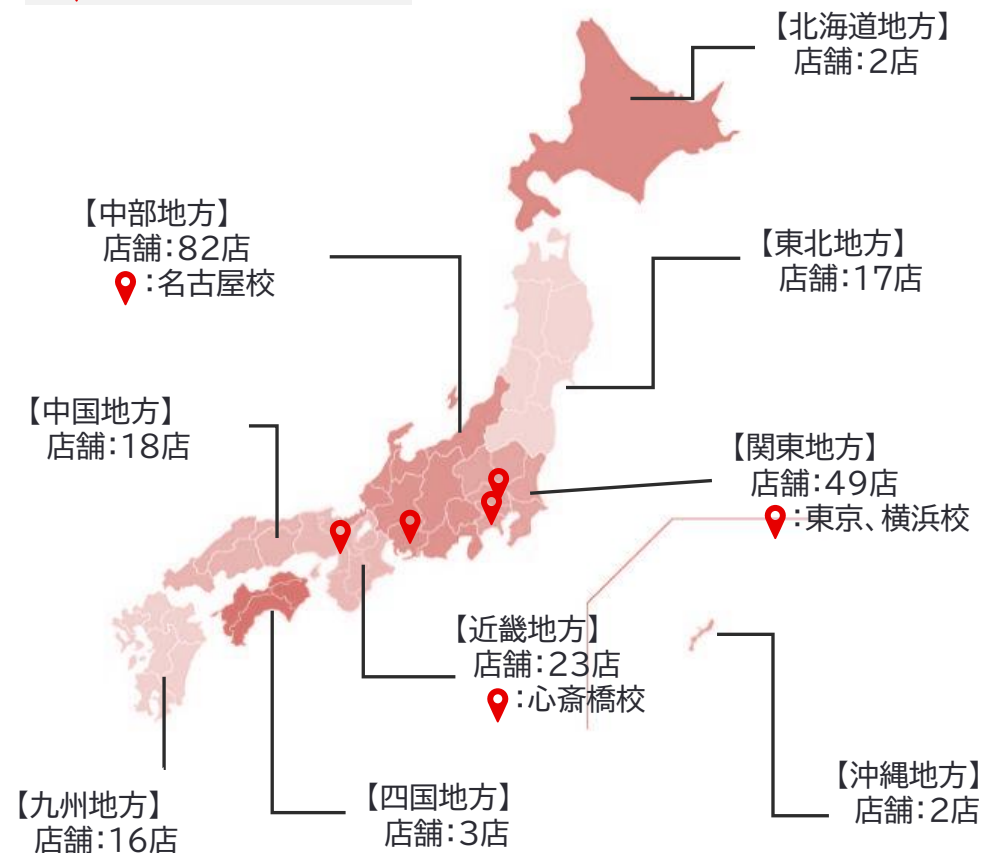 【北海道地方】
店舗：2店
【中部地方】
店舗：82店
：名古屋校
【東北地方】
店舗：17店
【中国地方】
店舗：18店
【関東地方】
店舗：49店
：東京、横浜校
【近畿地方】
店舗：23店
：心斎橋校
【九州地方】
店舗：16店
【四国地方】
店舗：3店
【沖縄地方】
店舗：2店